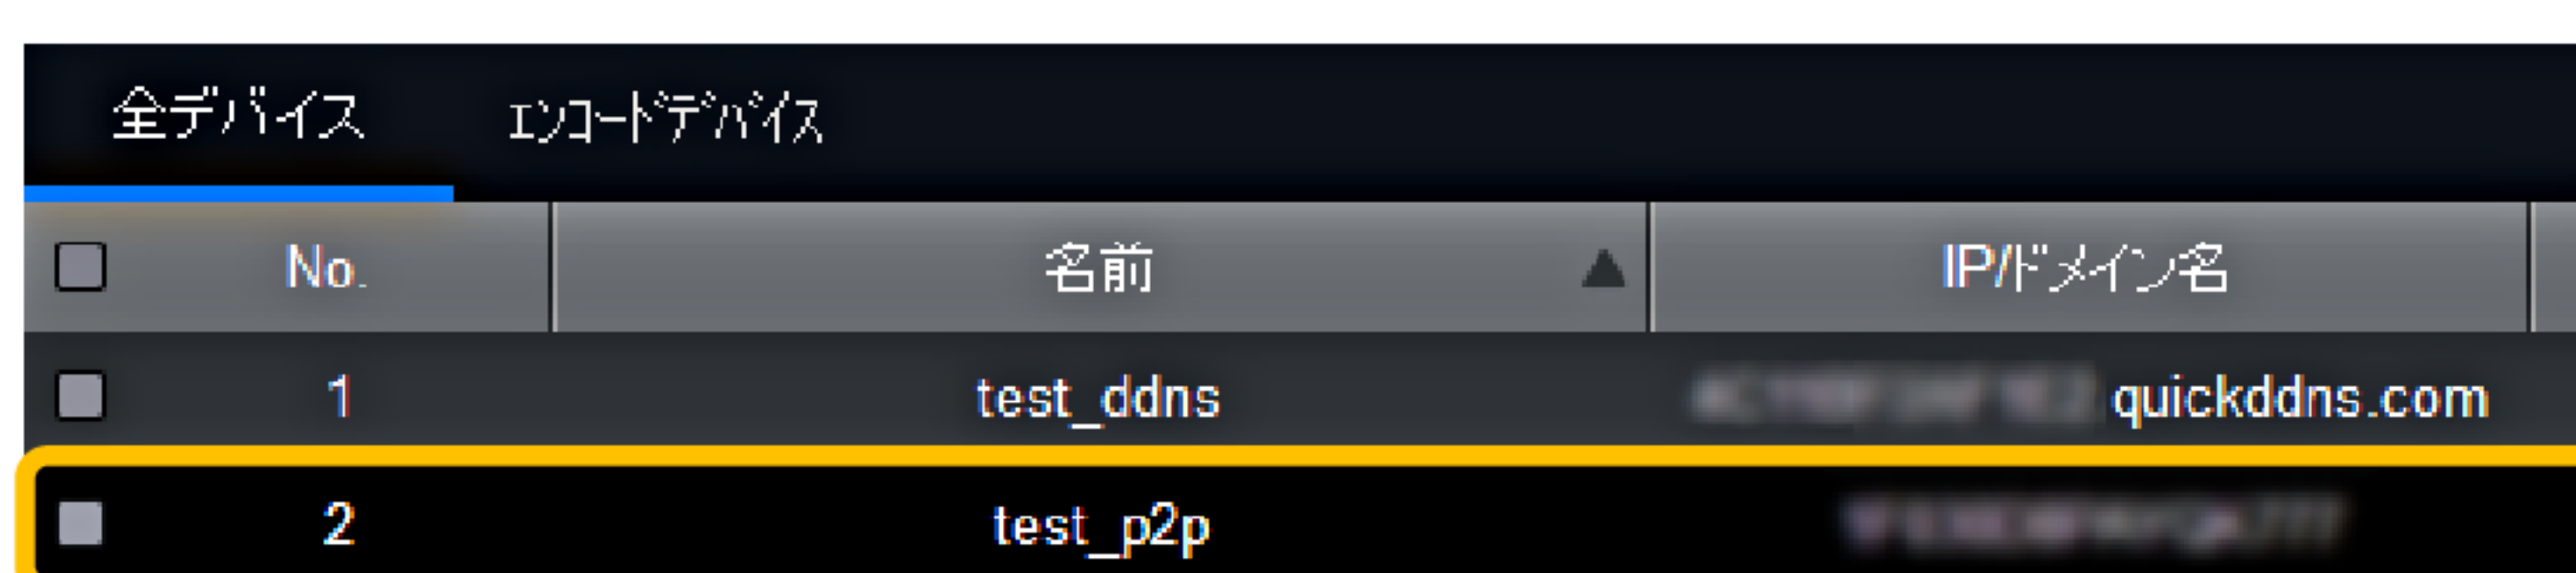 全デバイス ｴﾝｺｰﾄﾞﾃﾞﾊﾞｲｽ
No. 名前 ▲ IP/ドメイン名
1 test_ddns quickddns.com
2 test_p2p